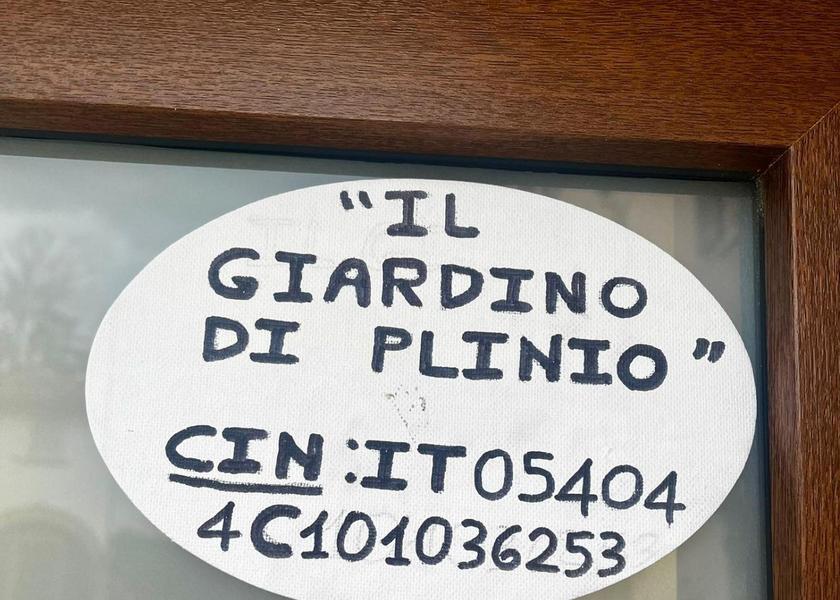 "IL
GIARDINO
DI PLINIO"
CIN:IT05404
4C101036253